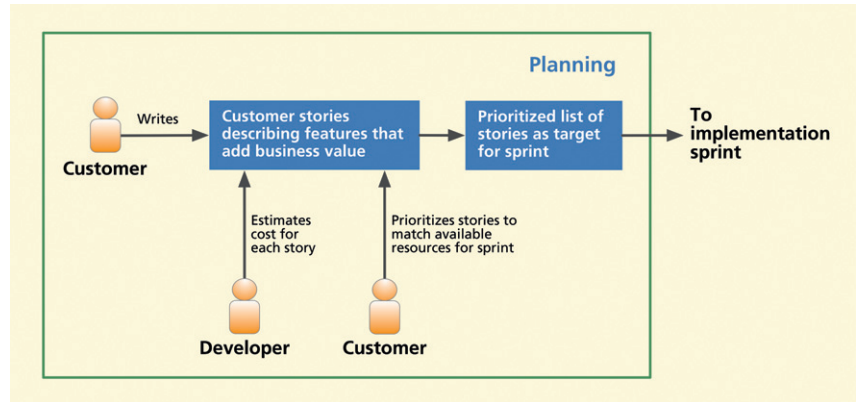 Planning
Writes
Customer stories
describing features that
add business value
Prioritized list of
stories as target
for sprint
To
implementation
sprint
Customer
Estimates
cost for
each story
Prioritizes stories to
match available
resources for sprint
Developer
Customer